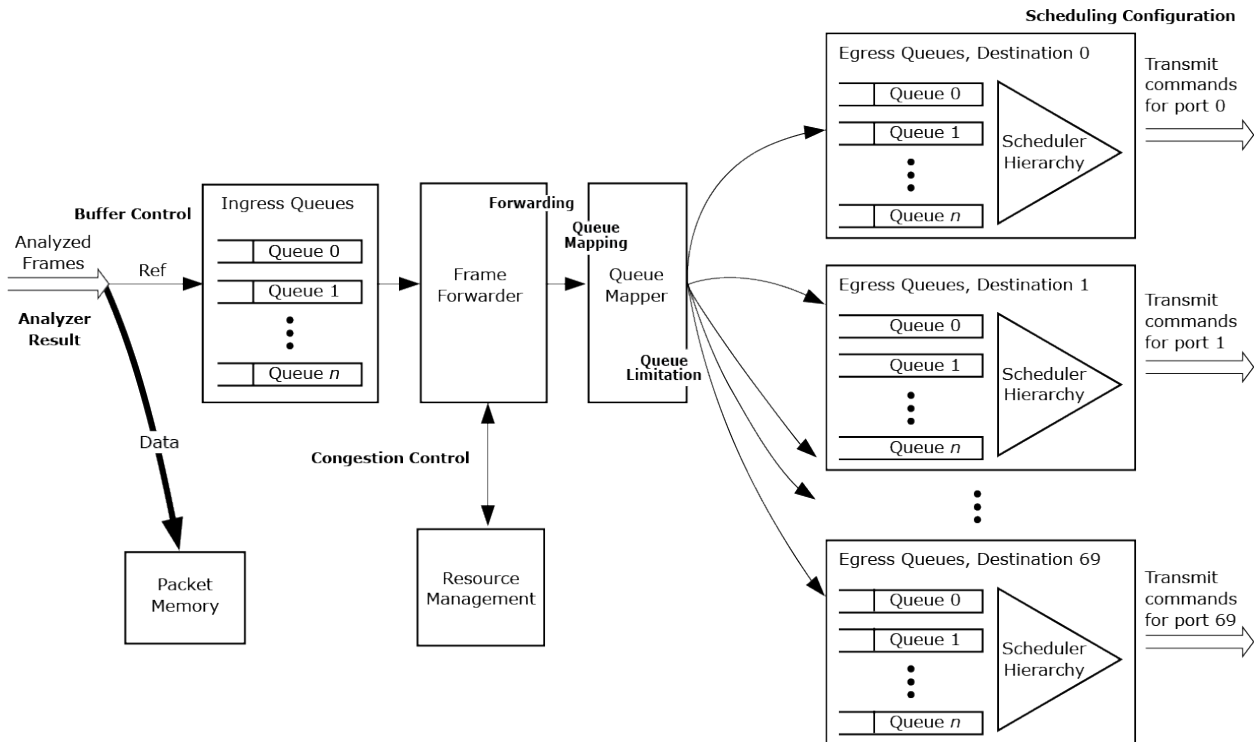 Scheduling Configuration
Buffer Control
Analyzed
Frames
Ref
Analyzer
Result
Data
Packet
Memory
Ingress Queues
Queue 0
Queue 1
Queue n
Frame
Forwarder
Congestion Control
Resource
Management
Forwarding
Queue
Mapping
Queue
Mapper
Queue
Limitation
Egress Queues, Destination 0
Queue 0
Queue 1
Queue n
Scheduler
Hierarchy
Transmit
commands
for port 0
Egress Queues, Destination 1
Queue 0
Queue 1
Queue n
Scheduler
Hierarchy
Transmit
commands
for port 1
Egress Queues, Destination 69
Queue 0
Queue 1
Queue n
Scheduler
Hierarchy
Transmit
commands
for port 69